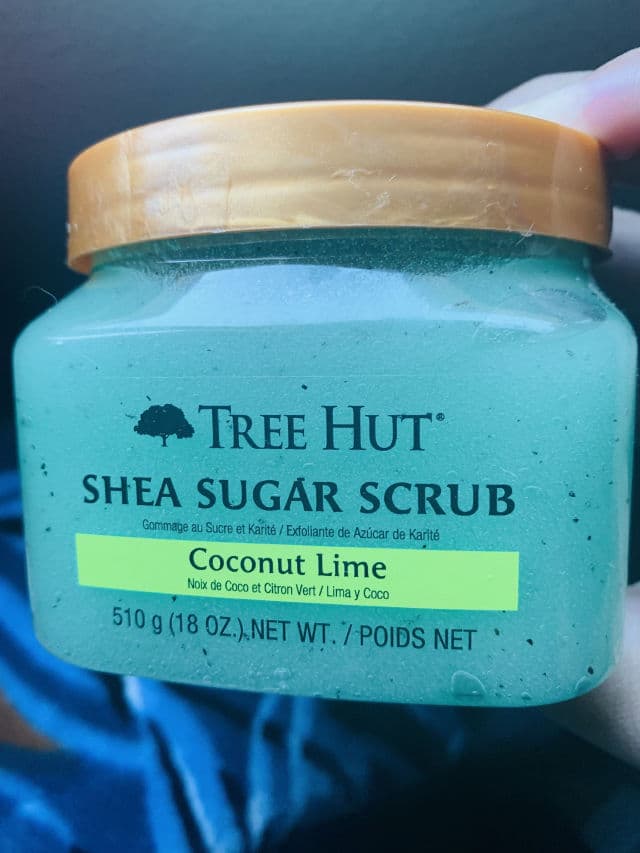 TREE HUT®
SHEA SUGAR SCRUB
Gommage au Sucre et Karité / Exfoliante de Azúcar de Karité
Coconut Lime
Noix de Coco et Citron Vert / Lima y Coco
510 g (18 OZ.) NET WT. / POIDS NET